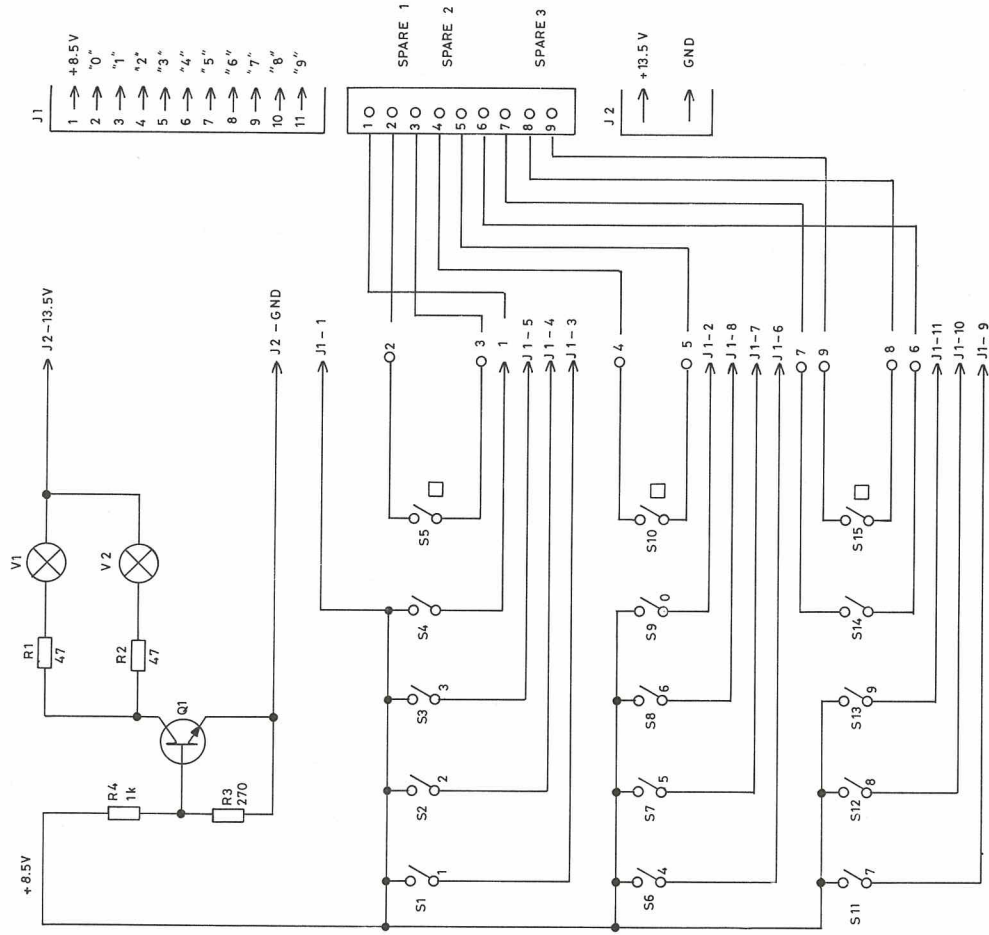 J1
1 → +8.5V
2 → "0"
3 → "1"
4 → "2"
5 → "3"
6 → "4"
7 → "5"
8 → "6"
9 → "7"
10 → "8"
11 → "9"
1
2
3
4
5
6
7
8
9
SPARE 1
SPARE 2
SPARE 3
J2
+13.5V
GND
+8.5V
R4
1k
R3
270
Q1
R1
47
R2
47
V1
V2
J2-13.5V
J2-GND
J1-1
S1
1
S2
2
S3
3
S4
S5
2
3
1
J1-5
J1-4
J1-3
S6
4
S7
5
S8
6
S9
0
S10
4
5
J1-2
J1-8
J1-7
J1-6
S11
7
S12
8
S13
9
S14
S15
7
9
8
6
J1-11
J1-10
J1-9